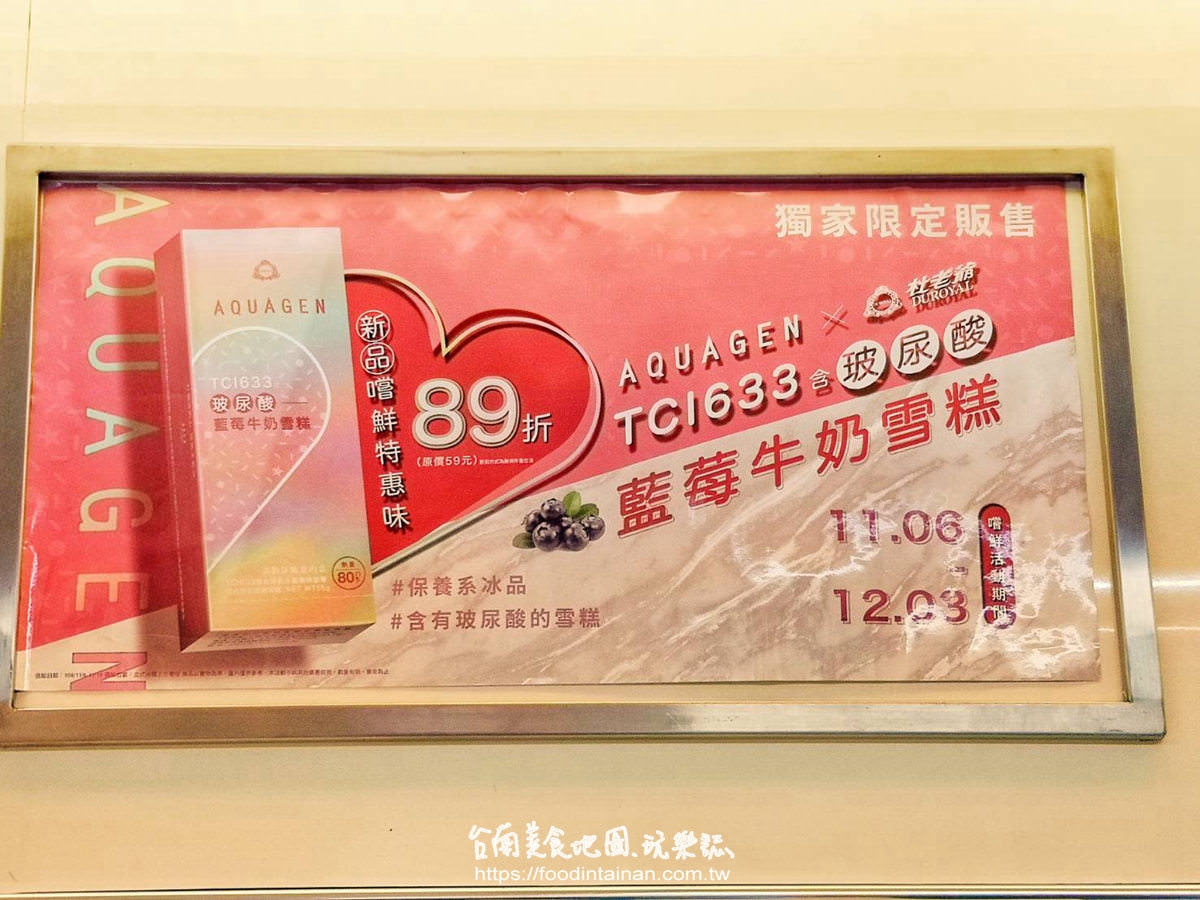 AQUAGEN
獨家限定販售
AQUAGEN
TCI633
玻尿酸
藍莓牛奶雪糕
熱量
80
新品嚐鮮特惠味
89折
(原價59元)
AQUAGEN × 杜老爺
DUROYAL
TCI633含玻尿酸
藍莓牛奶雪糕
#保養系冰品
#含有玻尿酸的雪糕
11.06
-
12.03
嚐鮮活動期間
台南美食地圖.玩樂誌
https://foodintainan.com.tw